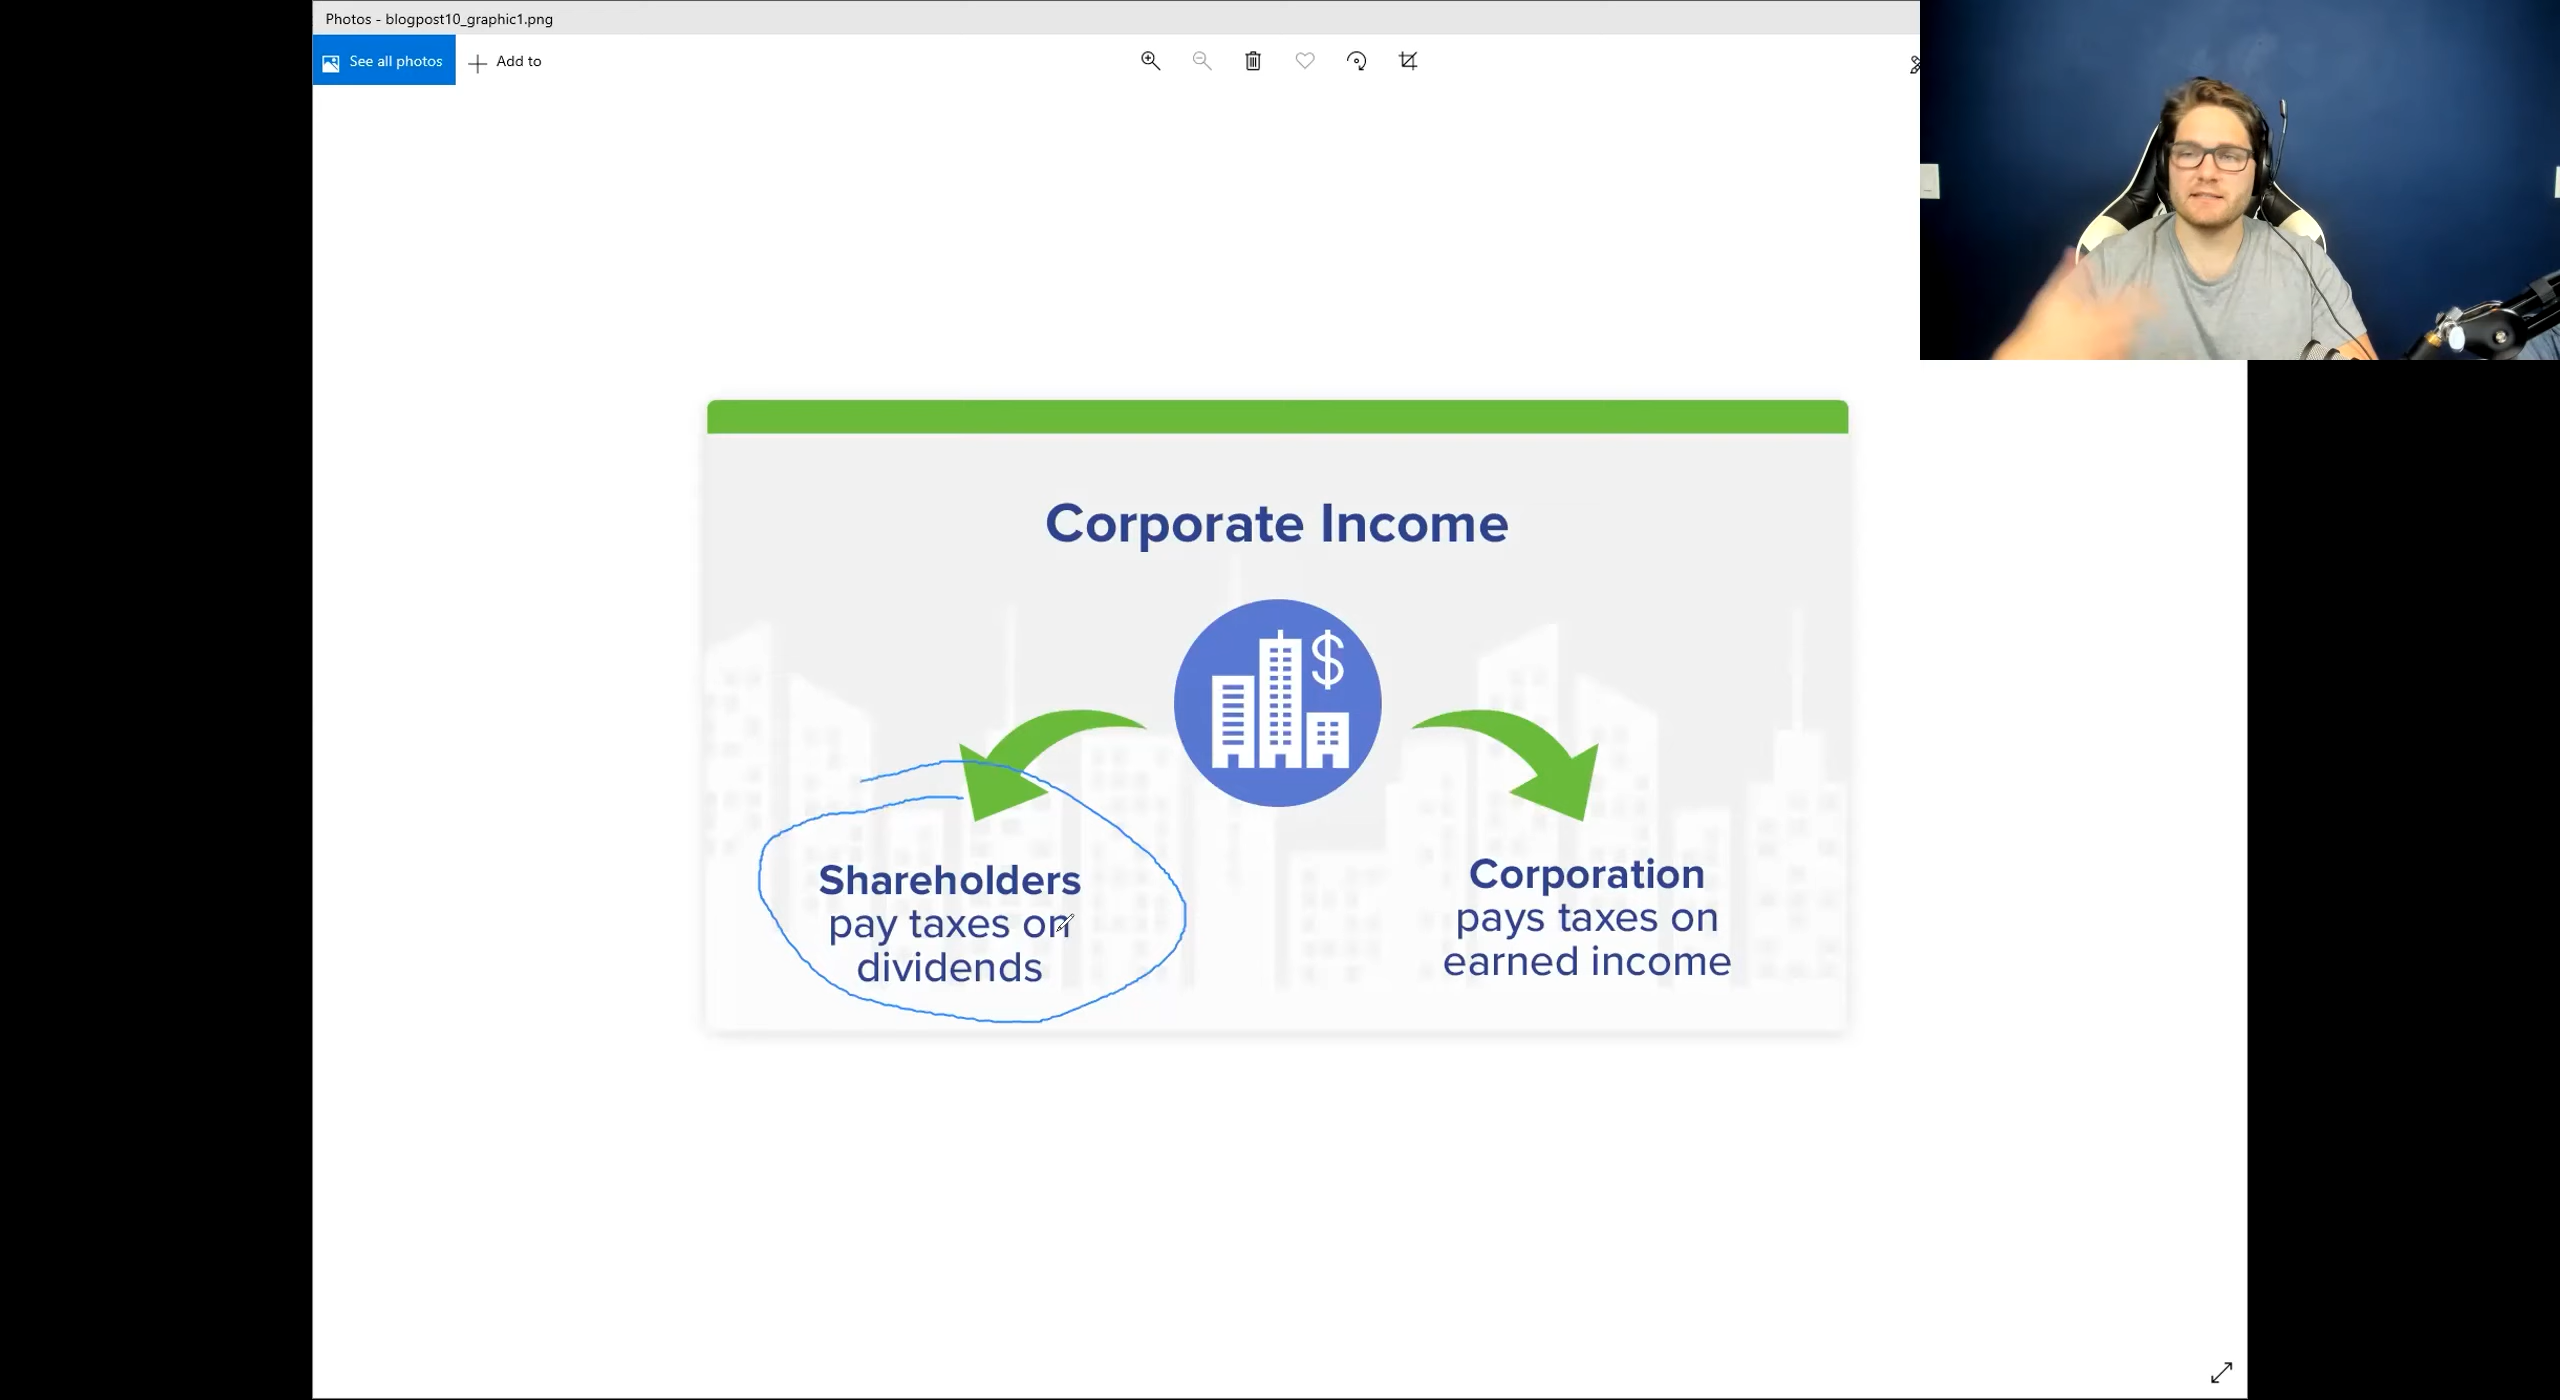 Photos - blogpost10_graphic1.png
See all photos
Add to
Corporate Income
$
Shareholders
pay taxes on
dividends
Corporation
pays taxes on
earned income